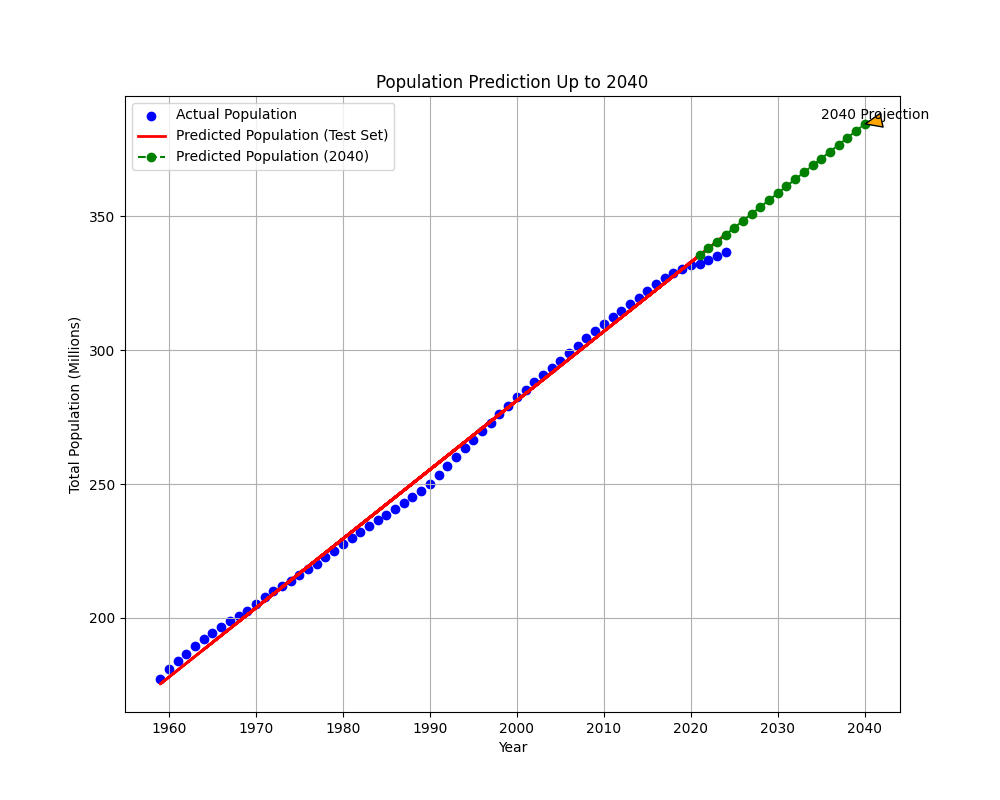 Population Prediction Up to 2040
Actual Population
Predicted Population (Test Set)
Predicted Population (2040)
2040 Projection
350
300
250
200
Total Population (Millions)
1960 1970 1980 1990 2000 2010 2020 2030 2040
Year